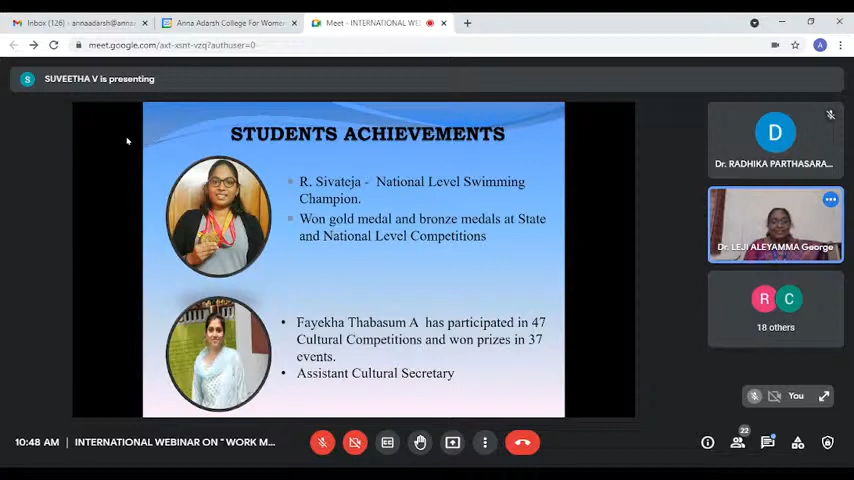 Inbox (126) - annaadarsh@anna
Anna Adarsh College For Women
Meet - INTERNATIONAL WE
meet.google.com/axt-xsnt-vzq?authuser=0
A
S
SUVEETHA V is presenting
STUDENTS ACHIEVEMENTS
R. Sivateja - National Level Swimming
Champion.
Won gold medal and bronze medals at State
and National Level Competitions
Fayekha Thabasum A has participated in 47
Cultural Competitions and won prizes in 37
events.
Assistant Cultural Secretary
D
Dr. RADHIKA PARTHASARA...
Dr. LEJI ALEYAMMA George
R C
18 others
You
10:48 AM | INTERNATIONAL WEBINAR ON " WORK M...
22